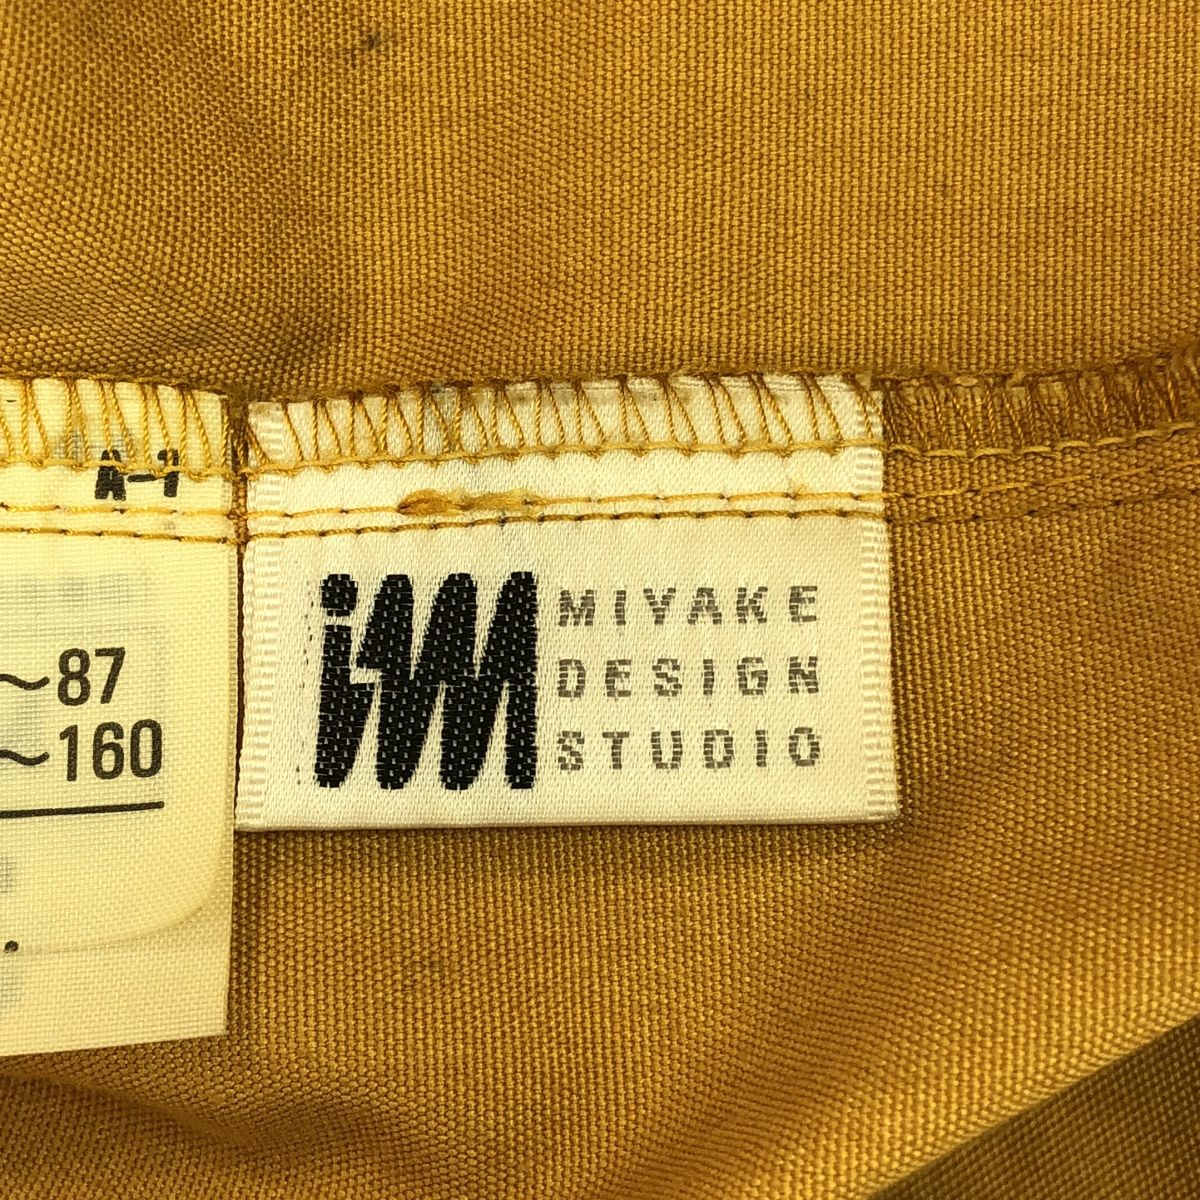 A-1
~87
~160
im
MIYAKE
DESIGN
STUDIO